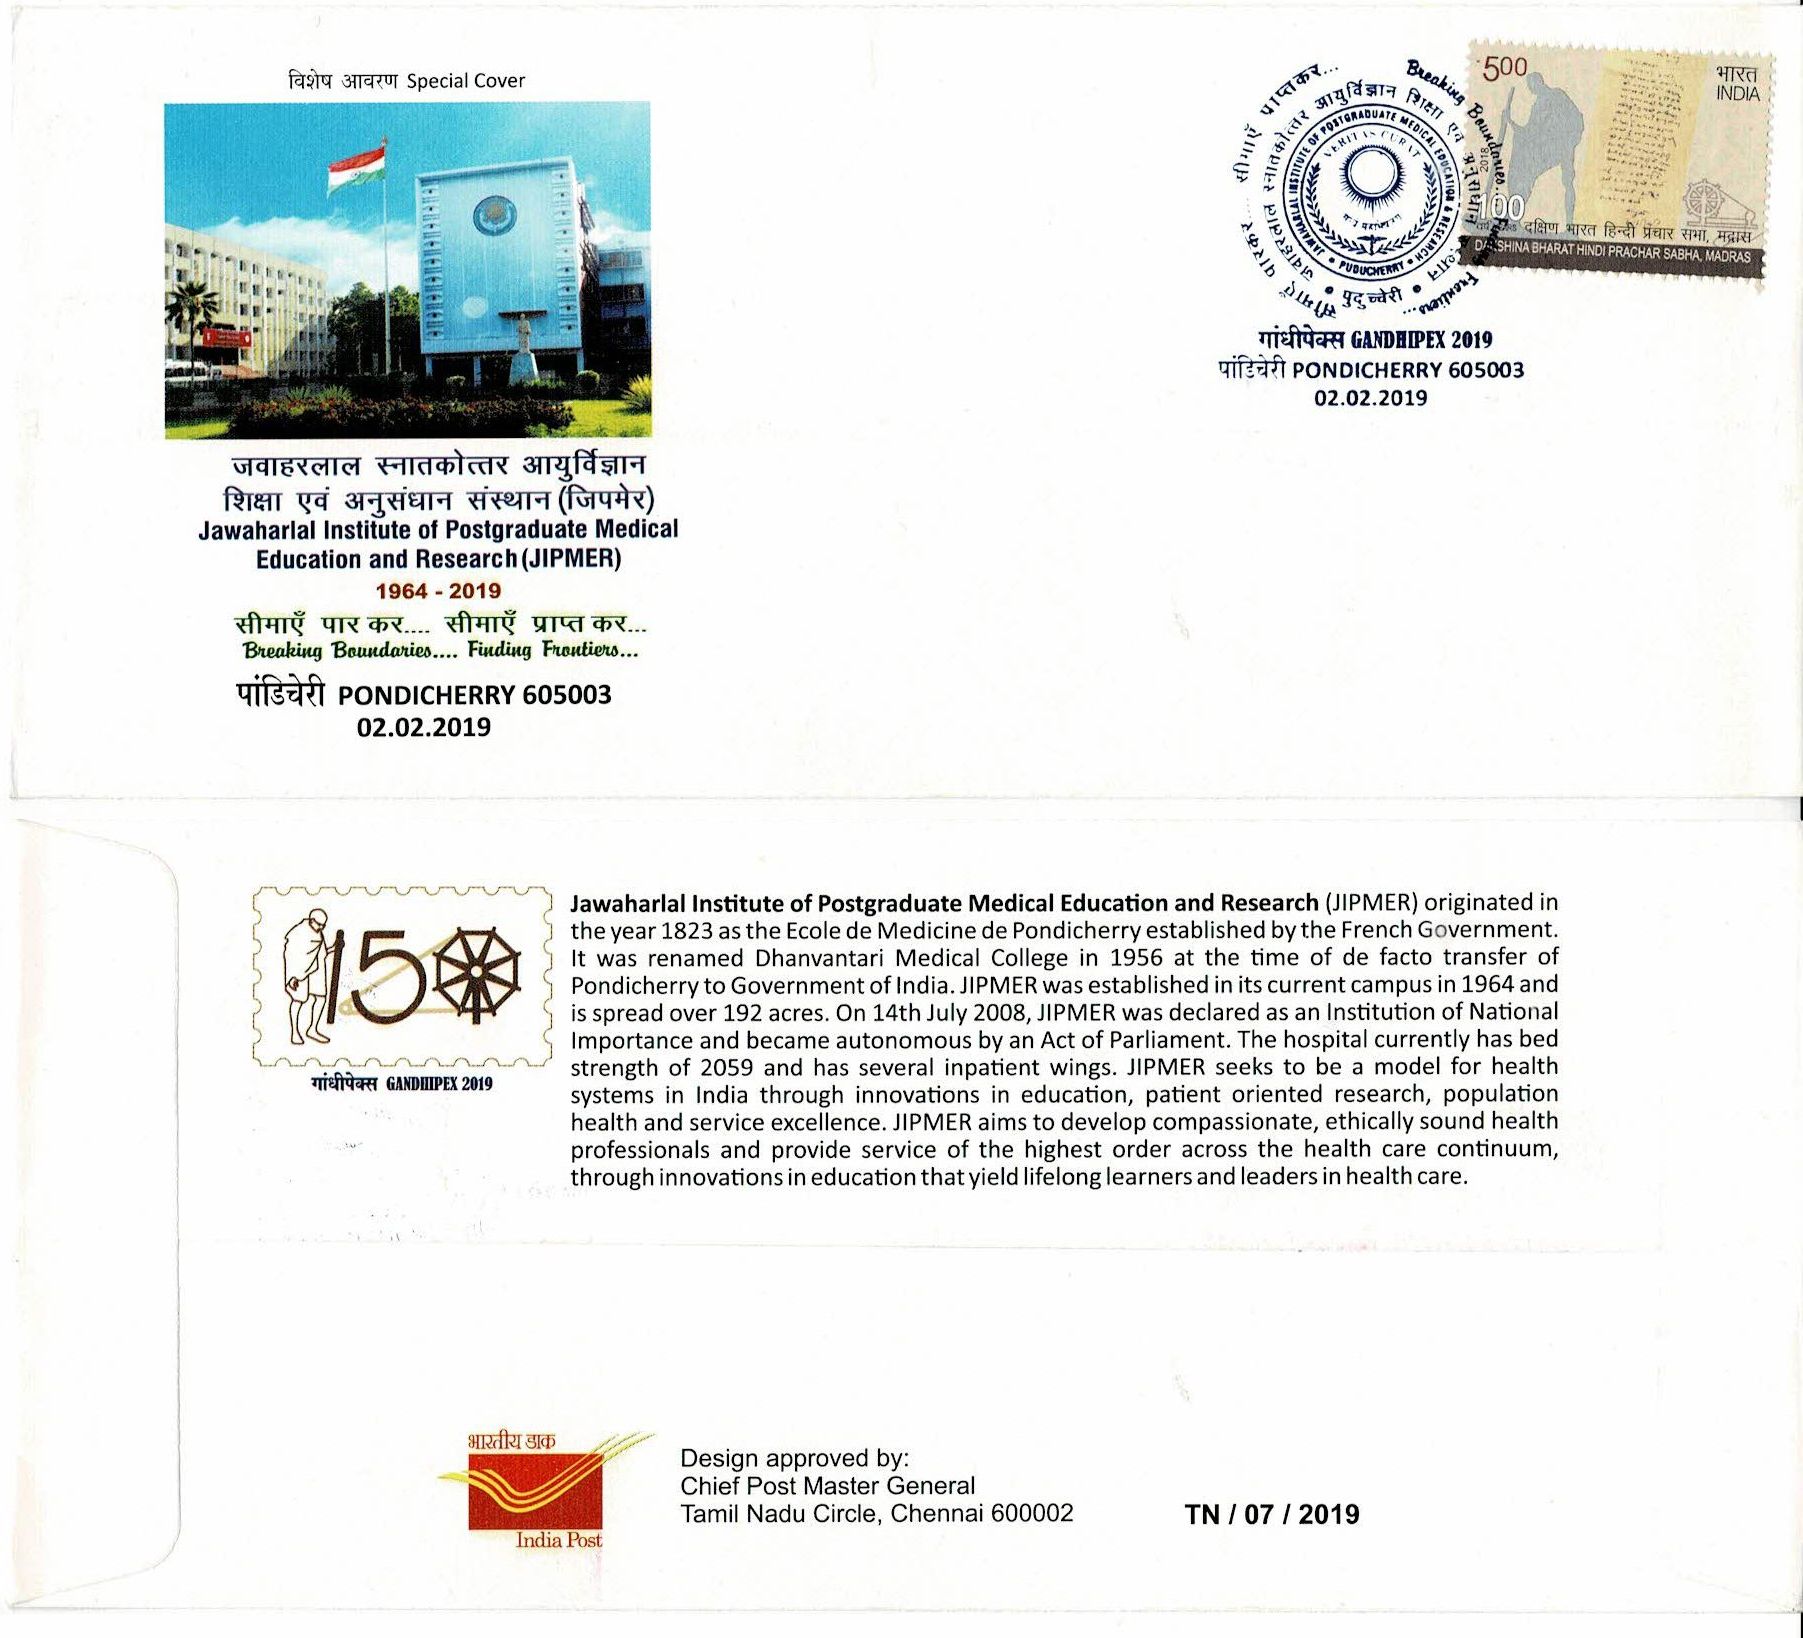 विशेष आवरण Special Cover
जवाहरलाल स्नातकोत्तर आयुर्विज्ञान
शिक्षा एवं अनुसंधान संस्थान (जिपमेर)
Jawaharlal Institute of Postgraduate Medical
Education and Research (JIPMER)
1964 - 2019
सीमाएँ पार कर.... सीमाएँ प्राप्त कर...
Breaking Boundaries.... Finding Frontiers...
पांडिचेरी PONDICHERRY 605003
02.02.2019
सीमाएँ पारकर.... सीमाएँ प्राप्तकर...
Breaking Boundaries... Finding Frontiers...
जवाहरलाल स्नातकोत्तर आयुर्विज्ञान शिक्षा एवं अनुसंधान
• पुदुच्चेरी •
JAWAHARLAL INSTITUTE OF POSTGRADUATE MEDICAL EDUCATION & RESEARCH
• PUDUCHERRY •
VERITAS CURAT
गांधीपेक्स GANDHIPEX 2019
पांडिचेरी PONDICHERRY 605003
02.02.2019
500
भारत
INDIA
2018
100
दक्षिण भारत हिन्दी प्रचार सभा, मद्रास
DAKSHINA BHARAT HINDI PRACHAR SABHA, MADRAS
150
गांधीपेक्स GANDHIPEX 2019
Jawaharlal Institute of Postgraduate Medical Education and Research (JIPMER) originated in
the year 1823 as the Ecole de Medicine de Pondicherry established by the French Government.
It was renamed Dhanvantari Medical College in 1956 at the time of de facto transfer of
Pondicherry to Government of India. JIPMER was established in its current campus in 1964 and
is spread over 192 acres. On 14th July 2008, JIPMER was declared as an Institution of National
Importance and became autonomous by an Act of Parliament. The hospital currently has bed
strength of 2059 and has several inpatient wings. JIPMER seeks to be a model for health
systems in India through innovations in education, patient oriented research, population
health and service excellence. JIPMER aims to develop compassionate, ethically sound health
professionals and provide service of the highest order across the health care continuum,
through innovations in education that yield lifelong learners and leaders in health care.
भारतीय डाक
India Post
Design approved by:
Chief Post Master General
Tamil Nadu Circle, Chennai 600002
TN / 07 / 2019